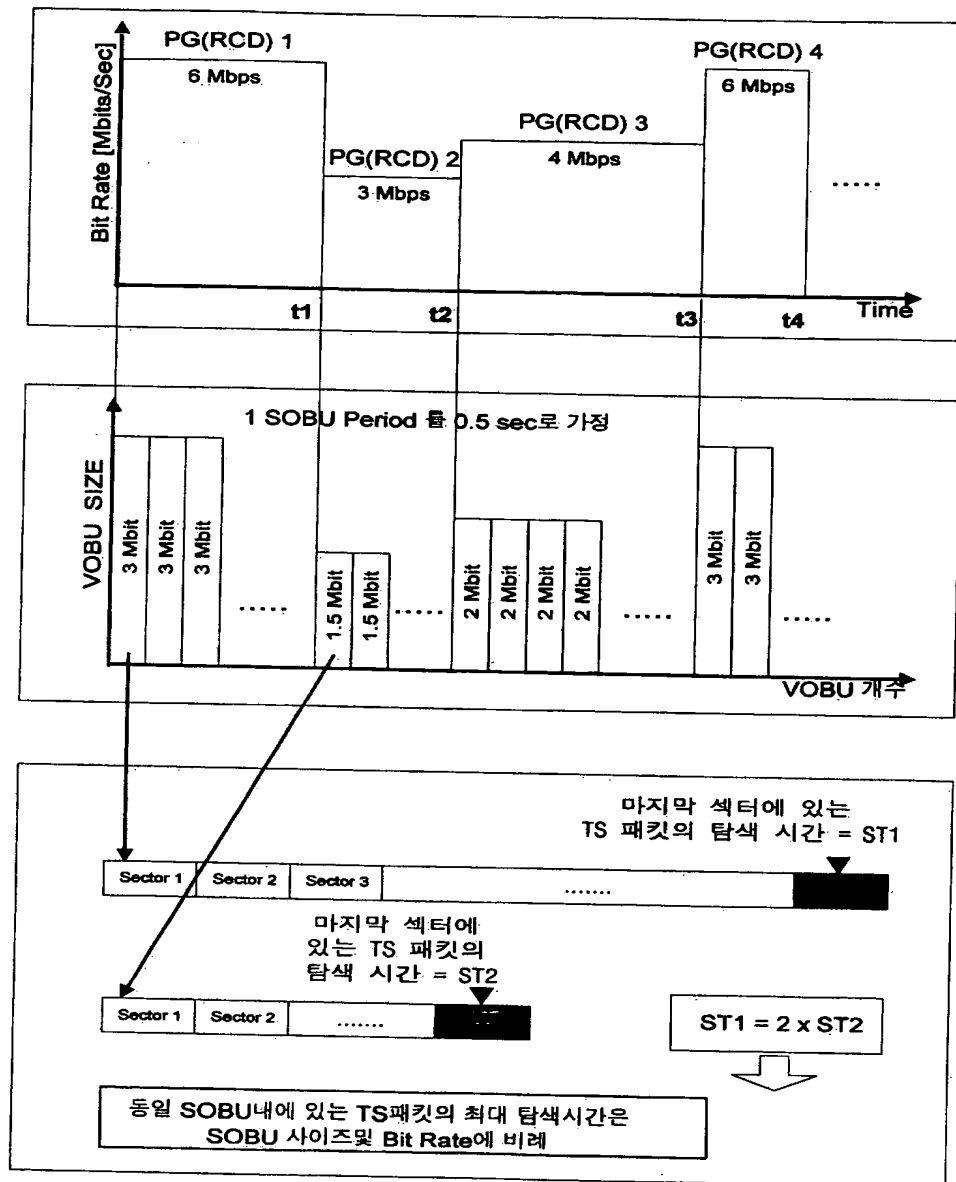 Bit Rate [Mbits/Sec]
PG(RCD) 1
6 Mbps
PG(RCD) 2
3 Mbps
PG(RCD) 3
4 Mbps
PG(RCD) 4
6 Mbps
......
t1
t2
t3
t4
Time
1 SOBU Period 를 0.5 sec로 가정
VOBU SIZE
3 Mbit
3 Mbit
3 Mbit
......
1.5 Mbit
1.5 Mbit
......
2 Mbit
2 Mbit
2 Mbit
2 Mbit
......
3 Mbit
3 Mbit
......
VOBU 개수
마지막 섹터에 있는
TS 패킷의 탐색 시간 = ST1
Sector 1
Sector 2
Sector 3
.......
마지막 섹터에
있는 TS 패킷의
탐색 시간 = ST2
Sector 1
Sector 2
.......
ST1 = 2 x ST2
동일 SOBU내에 있는 TS패킷의 최대 탐색시간은
SOBU 사이즈및 Bit Rate에 비례